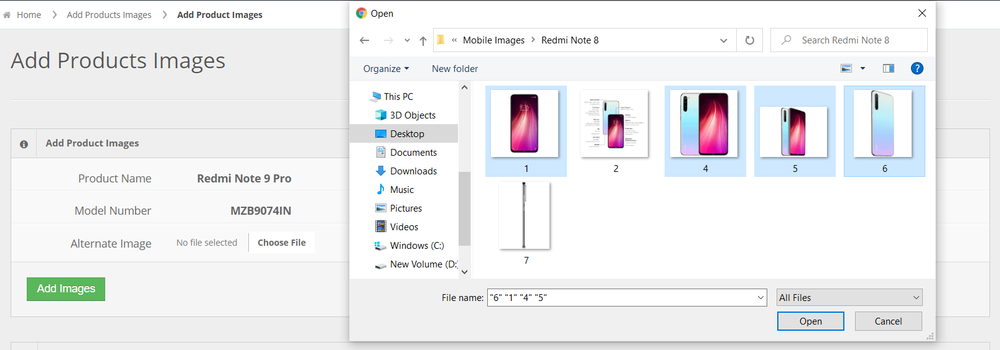 Home > Add Products Images > Add Product Images
Add Products Images
Add Product Images
Product Name Redmi Note 9 Pro
Model Number MZB9074IN
Alternate Image No file selected Choose File
Add Images
Open
« Mobile Images > Redmi Note 8
Search Redmi Note 8
Organize New folder
?
This PC
3D Objects
Desktop
Documents
Downloads
Music
Pictures
Videos
Windows (C:)
New Volume (D:
8:16
1
2
4
5
6
7
File name: "6" "1" "4" "5"
All Files
Open Cancel